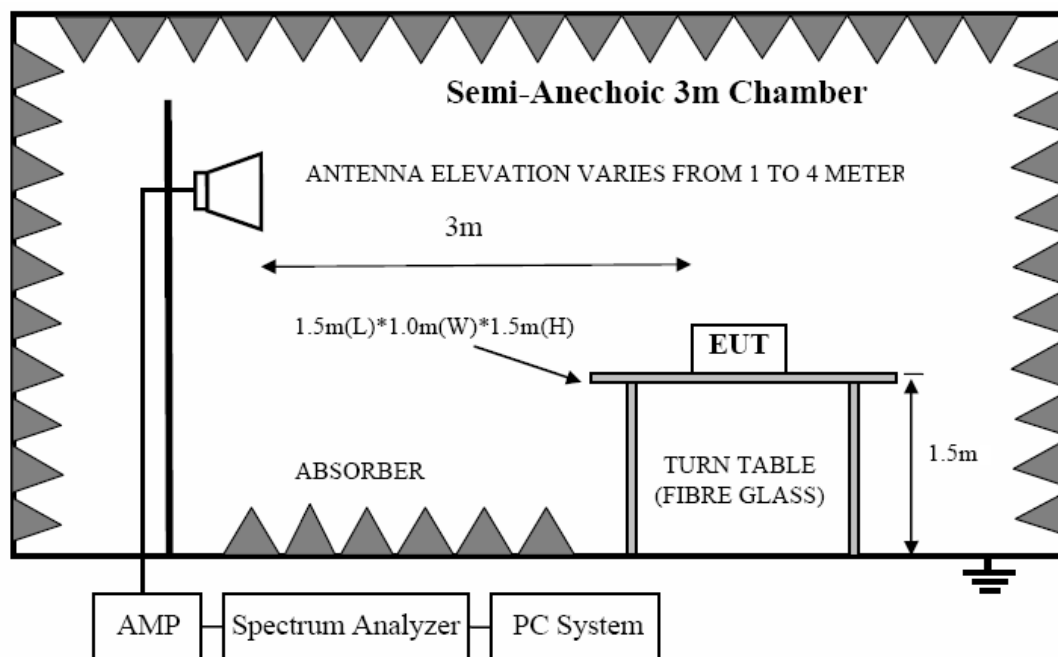 Semi-Anechoic 3m Chamber
ANTENNA ELEVATION VARIES FROM 1 TO 4 METER
3m
1.5m(L)*1.0m(W)*1.5m(H)
EUT
1.5m
ABSORBER
TURN TABLE
(FIBRE GLASS)
AMP
Spectrum Analyzer
PC System